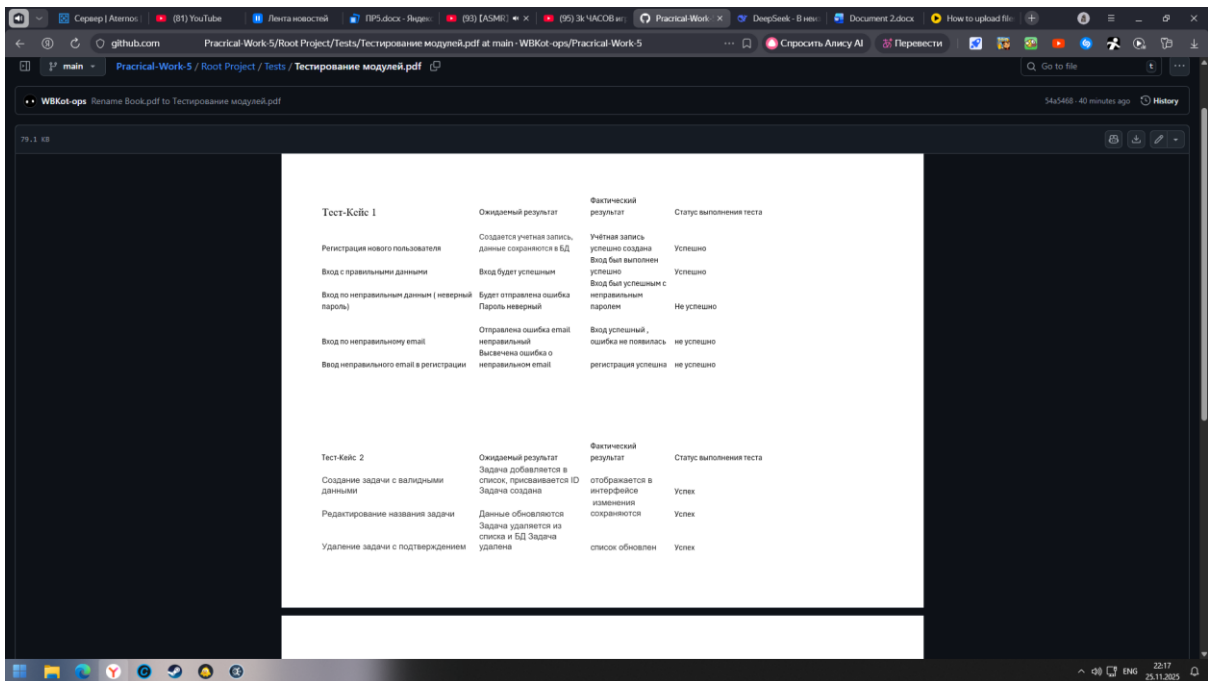 Сервер | Aternos
(81) YouTube
Лента новостей
ПР5.docx - Яндекс
(93) [ASMR]
(95) 3k ЧАСОВ иг
Pracrical-Work-
DeepSeek - В нек
Document 2.docx
How to upload file
github.com
Pracrical-Work-5/Root Project/Tests/Тестирование модулей.pdf at main · WBKot-ops/Pracrical-Work-5
Спросить Алису AI
Перевести
main
Pracrical-Work-5 / Root Project / Tests / Тестирование модулей.pdf
Go to file
t
WBKot-ops Rename Book.pdf to Тестирование модулей.pdf
54a5468 · 40 minutes ago
History
79.1 KB
Тест-Кейс 1
Ожидаемый результат
Фактический
результат
Статус выполнения теста
Регистрация нового пользователя
Создается учетная запись,
данные сохраняются в БД
Учётная запись
успешно создана
Успешно
Вход с правильными данными
Вход будет успешным
Вход был выполнен
успешно
Успешно
Вход по неправильным данным ( неверный
пароль)
Будет отправлена ошибка
Пароль неверный
Вход был успешным с
неправильным
паролем
Не успешно
Вход по неправильному email
Отправлена ошибка email
неправильный
Вход успешный ,
ошибка не появилась
не успешно
Ввод неправильного email в регистрации
Высвечена ошибка о
неправильном email
регистрация успешна
не успешно
Тест-Кейс 2
Ожидаемый результат
Фактический
результат
Статус выполнения теста
Создание задачи с валидными
данными
Задача добавляется в
список, присваивается ID
Задача создана
отображается в
интерфейсе
Успех
Редактирование названия задачи
Данные обновляются
изменения
сохраняются
Успех
Удаление задачи с подтверждением
Задача удаляется из
списка и БД Задача
удалена
список обновлен
Успех
ENG
22:17
25.11.2025